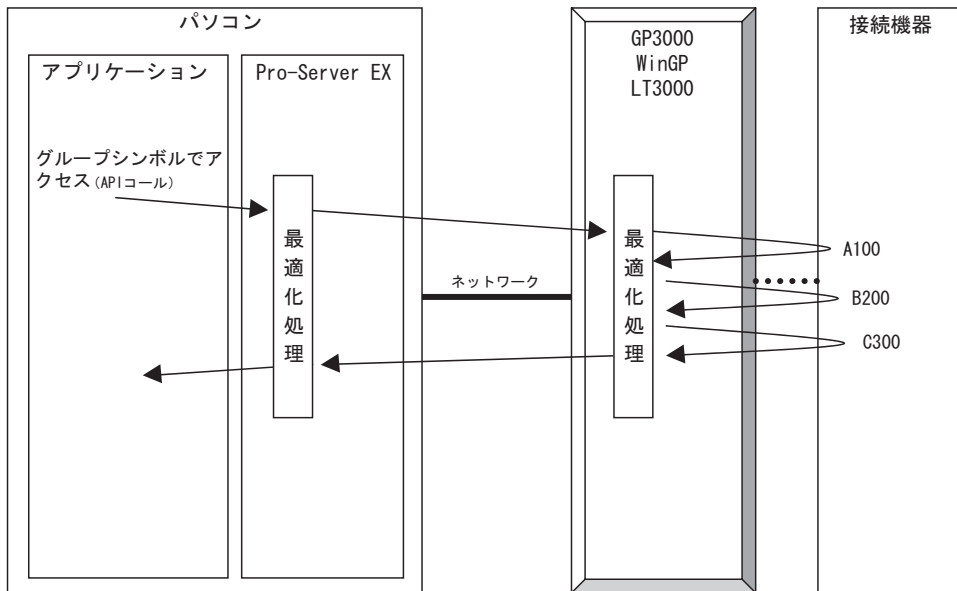 パソコン
アプリケーション
Pro-Server EX
グループシンボルでア
クセス(APIコール)
最適化処理
ネットワーク
GP3000
WinGP
LT3000
最適化処理
接続機器
A100
B200
C300